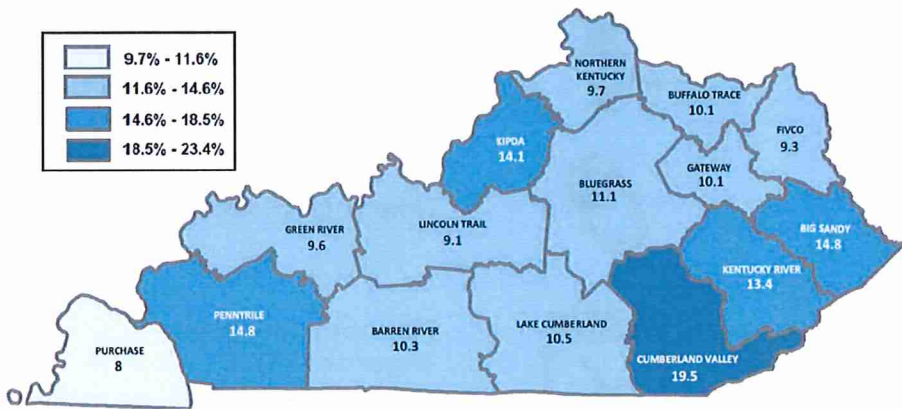 9.7% - 11.6%
11.6% - 14.6%
14.6% - 18.5%
18.5% - 23.4%
NORTHERN
KENTUCKY
9.7
BUFFALO TRACE
10.1
FIVCO
9.3
KIPDA
14.1
GATEWAY
10.1
BLUEGRASS
11.1
BIG SANDY
14.8
GREEN RIVER
9.6
LINCOLN TRAIL
9.1
KENTUCKY RIVER
13.4
PENNYRILE
14.8
BARREN RIVER
10.3
LAKE CUMBERLAND
10.5
PURCHASE
8
CUMBERLAND VALLEY
19.5